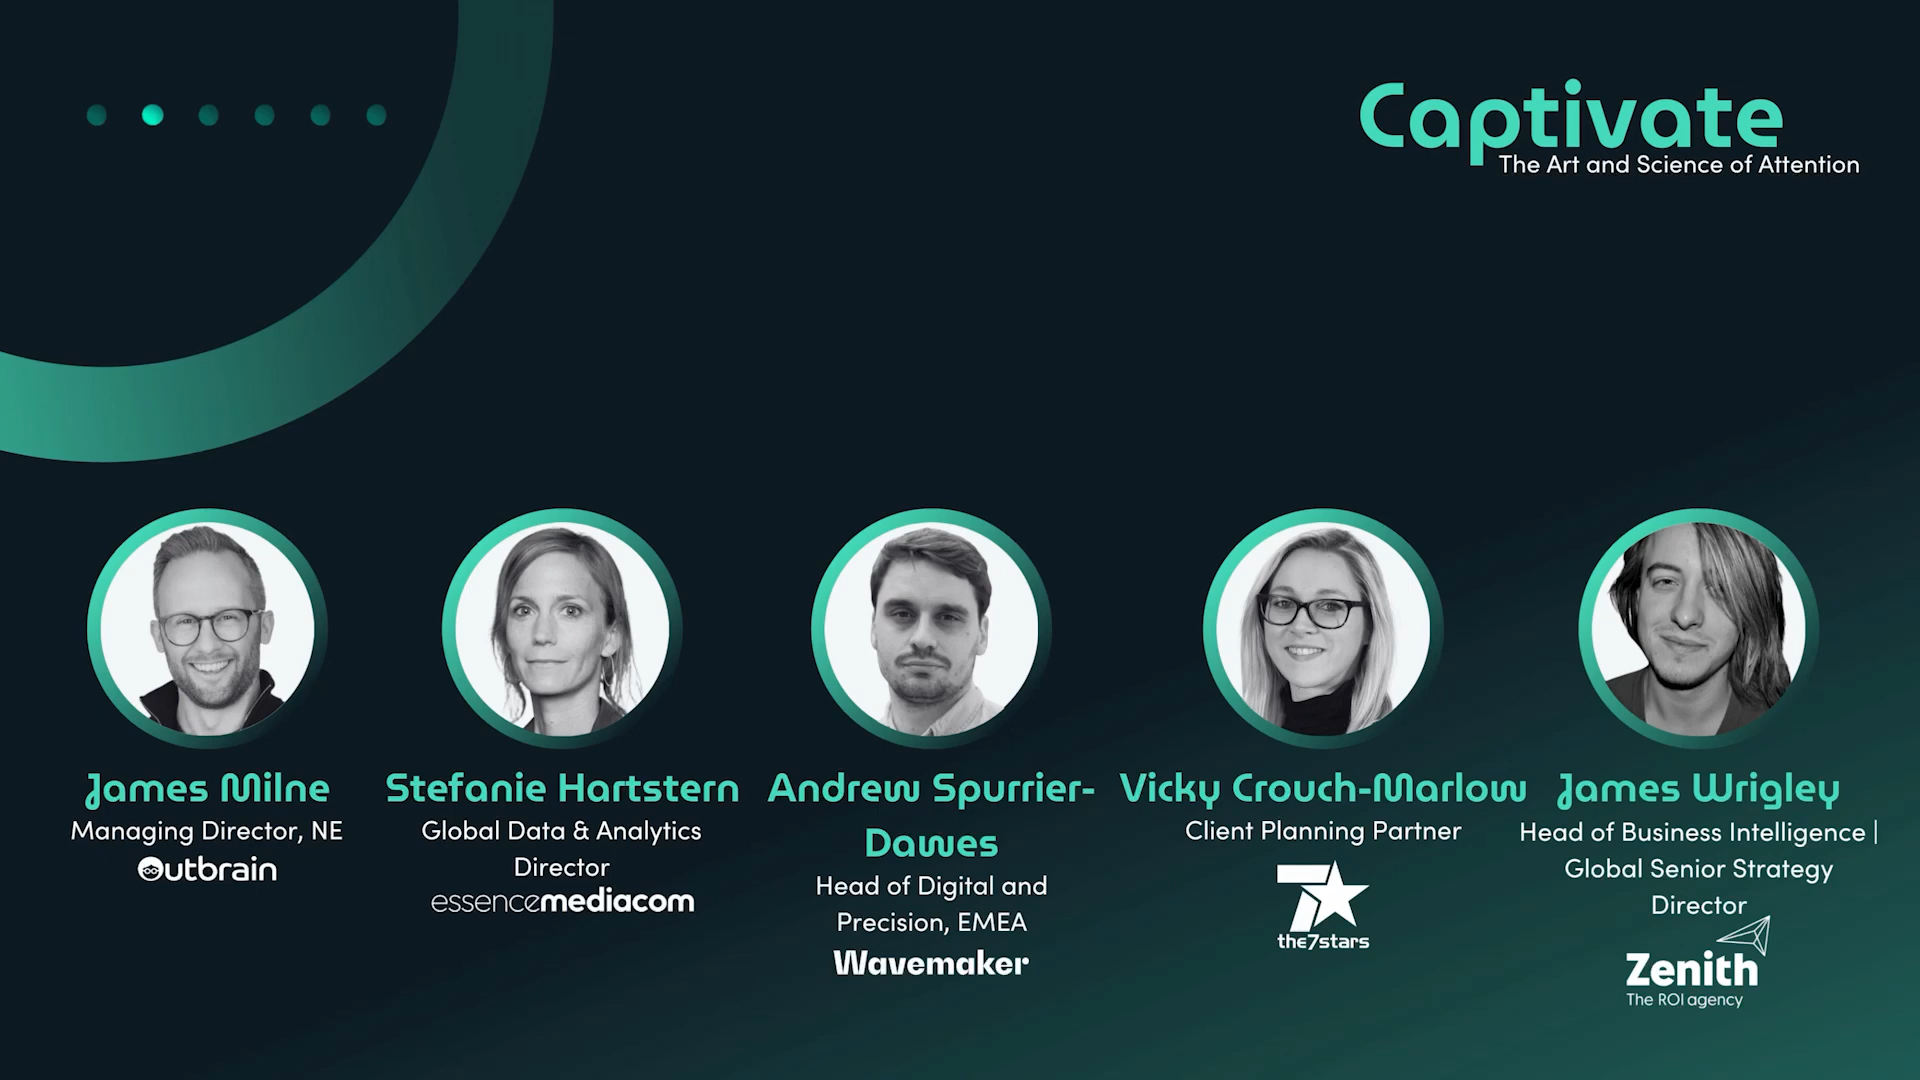 Captivate
The Art and Science of Attention
James Milne
Managing Director, NE
Outbrain
Stefanie Hartstern
Global Data & Analytics
Director
essencemediacom
Andrew Spurrier-
Dawes
Head of Digital and
Precision, EMEA
Wavemaker
Vicky Crouch-Marlow
Client Planning Partner
7
the7stars
James Wrigley
Head of Business Intelligence |
Global Senior Strategy
Director
Zenith
The ROI agency